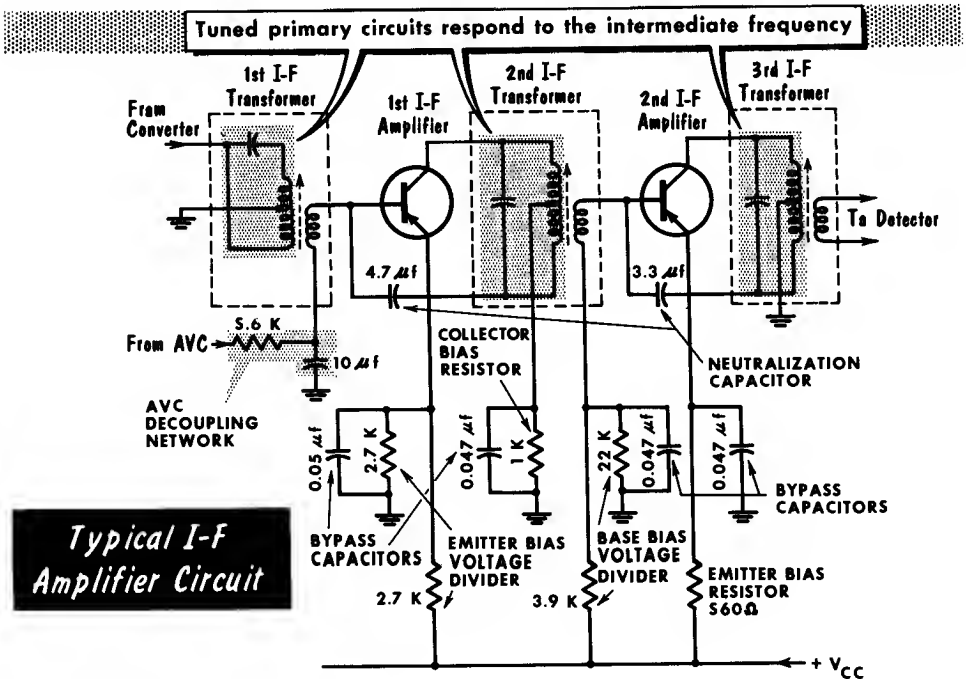 Tuned primary circuits respond to the intermediate frequency
1st I-F
Transformer
1st I-F
Amplifier
2nd I-F
Transformer
2nd I-F
Amplifier
3rd I-F
Transformer
Fram
Converter
Ta Detector
4.7 µf
3.3 µf
From AVC
S.6 K
10 µf
AVC
DECOUPLING
NETWORK
COLLECTOR
BIAS
RESISTOR
NEUTRALIZATION
CAPACITOR
0.05 µf
2.7 K
0.047 µf
1 K
22 K
0.047 µf
0.047 µf
BYPASS
CAPACITORS
BYPASS
CAPACITORS
EMITTER BIAS
VOLTAGE
DIVIDER
BASE BIAS
VOLTAGE
DIVIDER
EMITTER BIAS
RESISTOR
S60Ω
2.7 K
3.9 K
+ VCC
Typical I-F
Amplifier Circuit